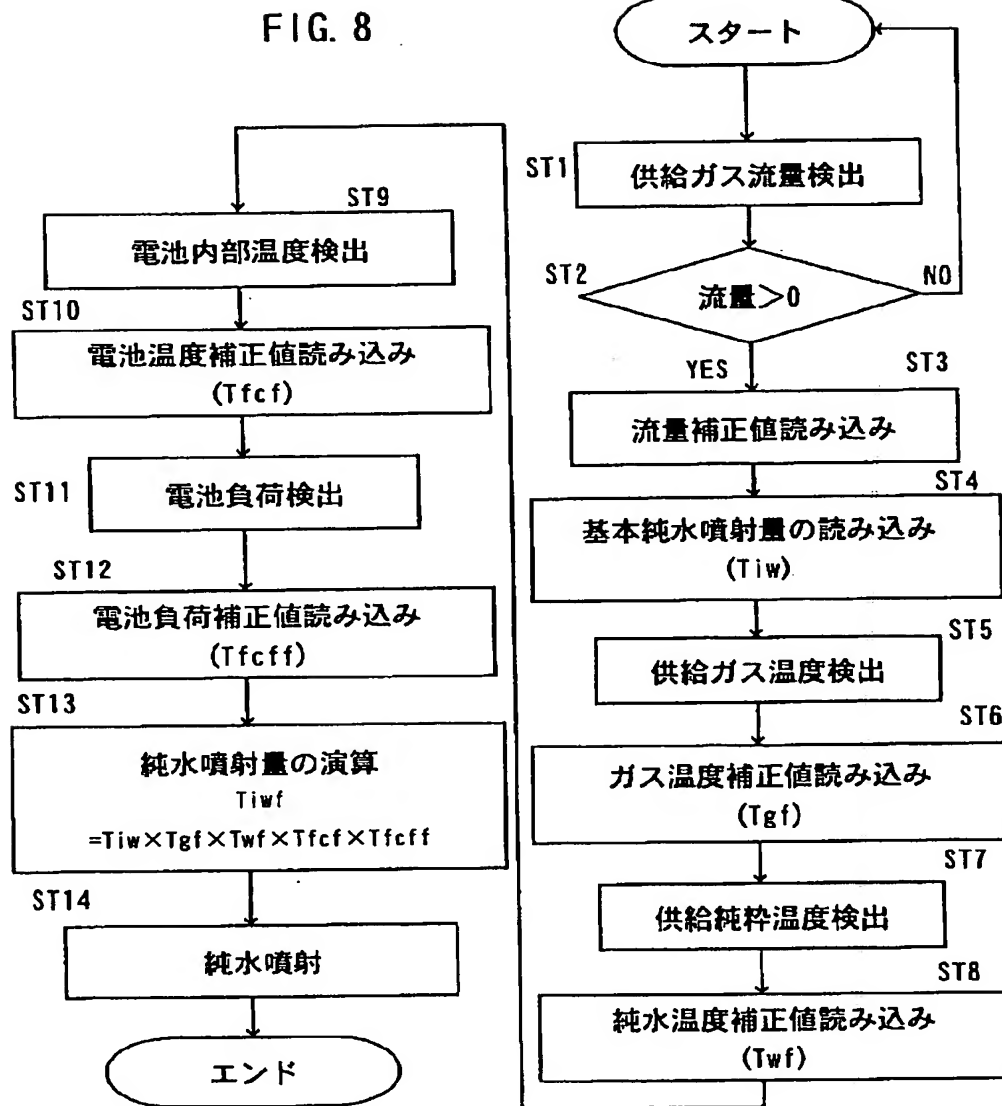 FIG. 8
スタート
ST1
供給ガス流量検出
ST2
流量>0
NO
YES
ST3
流量補正値読み込み
ST4
基本純水噴射量の読み込み
(Tiw)
ST5
供給ガス温度検出
ST6
ガス温度補正値読み込み
(Tgf)
ST7
供給純粋温度検出
ST8
純水温度補正値読み込み
(Twf)
ST9
電池内部温度検出
ST10
電池温度補正値読み込み
(Tfcf)
ST11
電池負荷検出
ST12
電池負荷補正値読み込み
(Tfcff)
ST13
純水噴射量の演算
Tiwf
=Tiw×Tgf×Twf×Tfcf×Tfcff
ST14
純水噴射
エンド